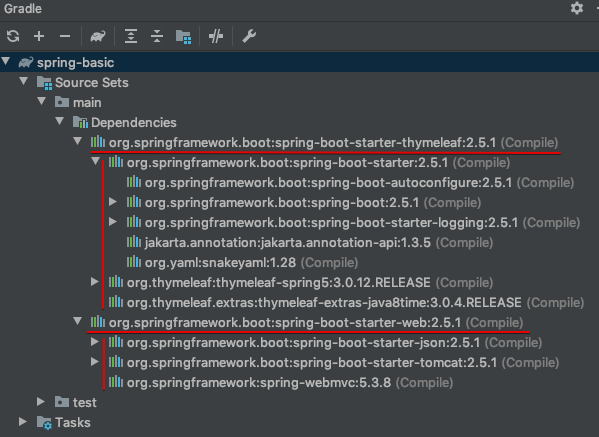 Gradle
spring-basic
Source Sets
main
Dependencies
org.springframework.boot:spring-boot-starter-thymeleaf:2.5.1 (Compile)
org.springframework.boot:spring-boot-starter:2.5.1 (Compile)
org.springframework.boot:spring-boot-autoconfigure:2.5.1 (Compile)
org.springframework.boot:spring-boot:2.5.1 (Compile)
org.springframework.boot:spring-boot-starter-logging:2.5.1 (Compile)
jakarta.annotation:jakarta.annotation-api:1.3.5 (Compile)
org.yaml:snakeyaml:1.28 (Compile)
org.thymeleaf:thymeleaf-spring5:3.0.12.RELEASE (Compile)
org.thymeleaf.extras:thymeleaf-extras-java8time:3.0.4.RELEASE (Compile)
org.springframework.boot:spring-boot-starter-web:2.5.1 (Compile)
org.springframework.boot:spring-boot-starter-json:2.5.1 (Compile)
org.springframework.boot:spring-boot-starter-tomcat:2.5.1 (Compile)
org.springframework:spring-webmvc:5.3.8 (Compile)
test
Tasks